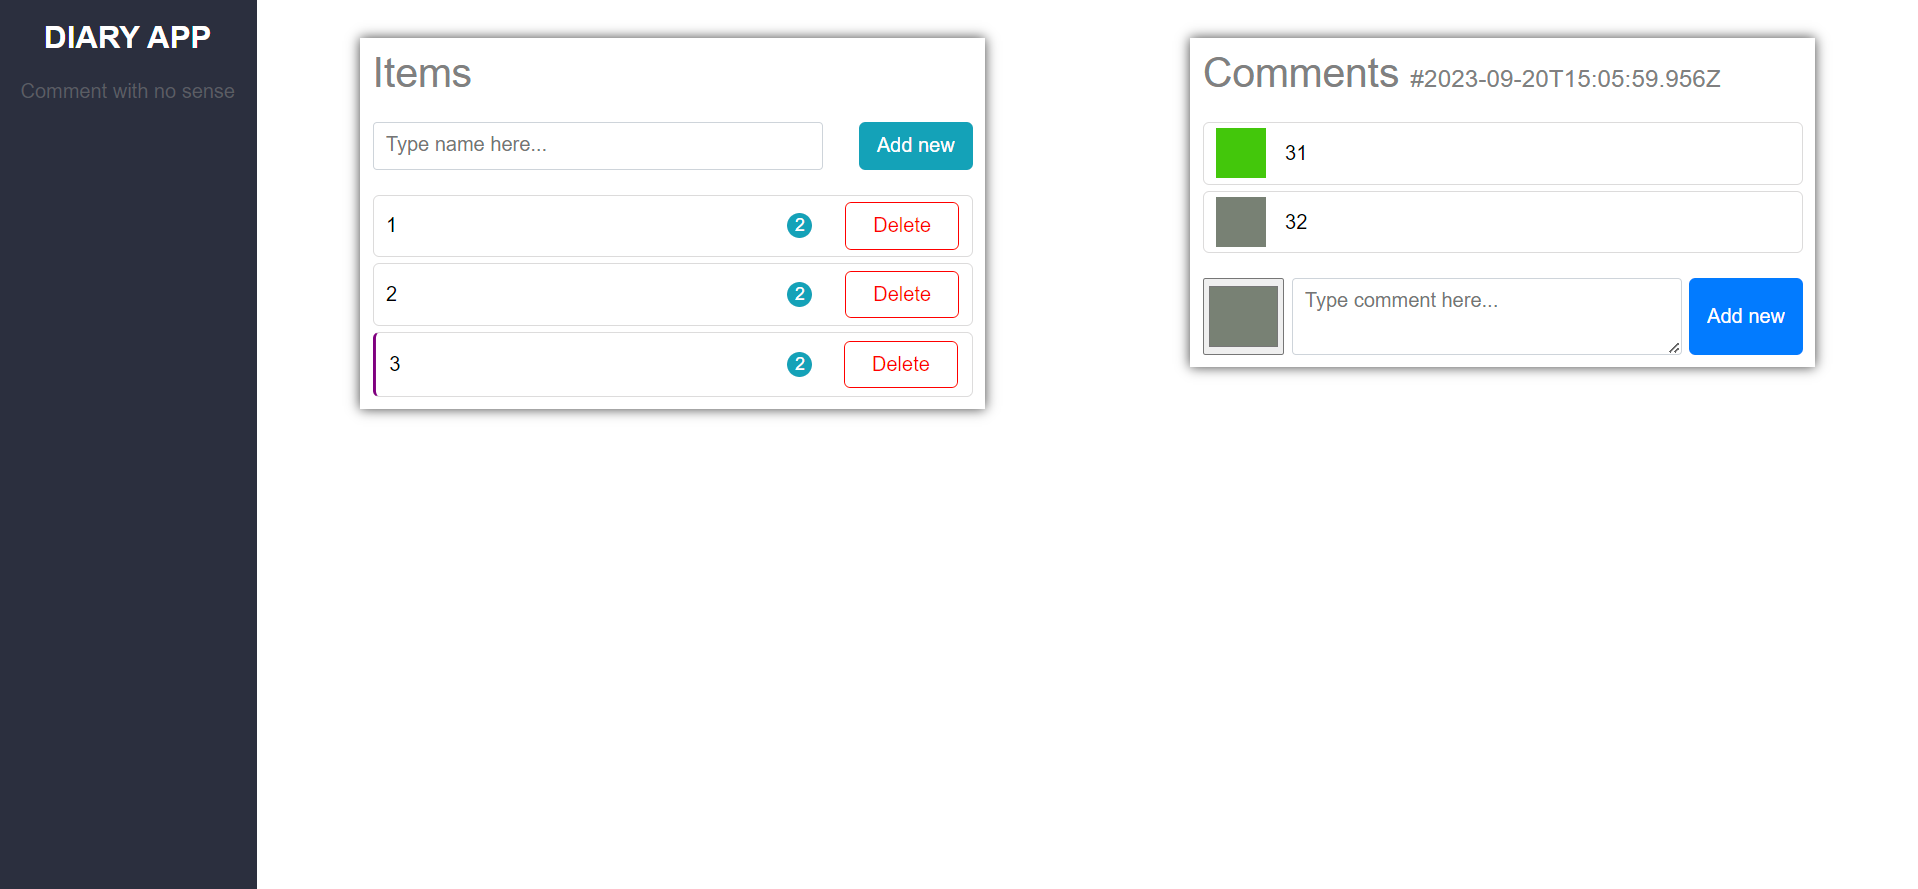 DIARY APP
Comment with no sense
Items
Type name here...
Add new
1
2
Delete
2
2
Delete
3
2
Delete
Comments #2023-09-20T15:05:59.956Z
31
32
Type comment here...
Add new